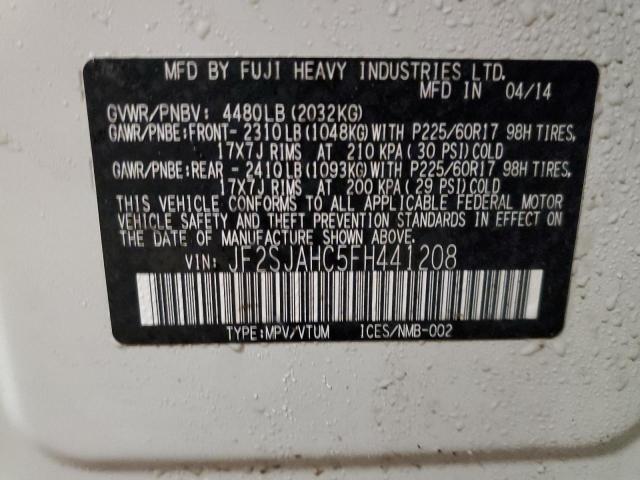 MFD BY FUJI HEAVY INDUSTRIES LTD.
MFD IN 04/14
GVWR/PNBV: 4480LB (2032KG)
GAWR/PNBE:FRONT- 2310LB (1048KG) WITH P225/60R17 98H TIRES,
17X7J RIMS AT 210 KPA ( 30 PSI) COLD
GAWR/PNBE:REAR - 2410LB (1093KG) WITH P225/60R17 98H TIRES,
17X7J RIMS AT 200 KPA ( 29 PSI) COLD
THIS VEHICLE CONFORMS TO ALL APPLICABLE FEDERAL MOTOR
VEHICLE SAFETY AND THEFT PREVENTION STANDARDS IN EFFECT ON
THE DATE OF MANUFACTURE SHOWN ABOVE.
VIN: JF2SJAHC5FH441208
TYPE:MPV/VTUM ICES/NMB-002